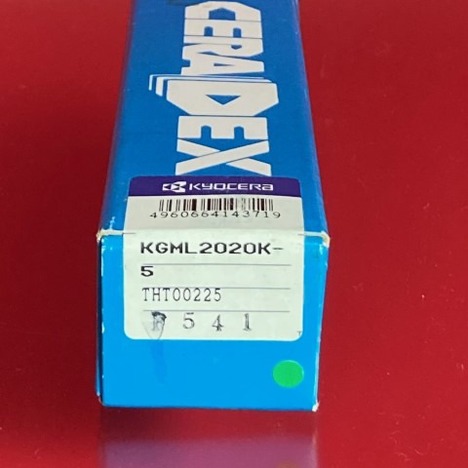 CERADEX
KYOCERA
4960664143719
KGML2020K-
5
THT00225
541